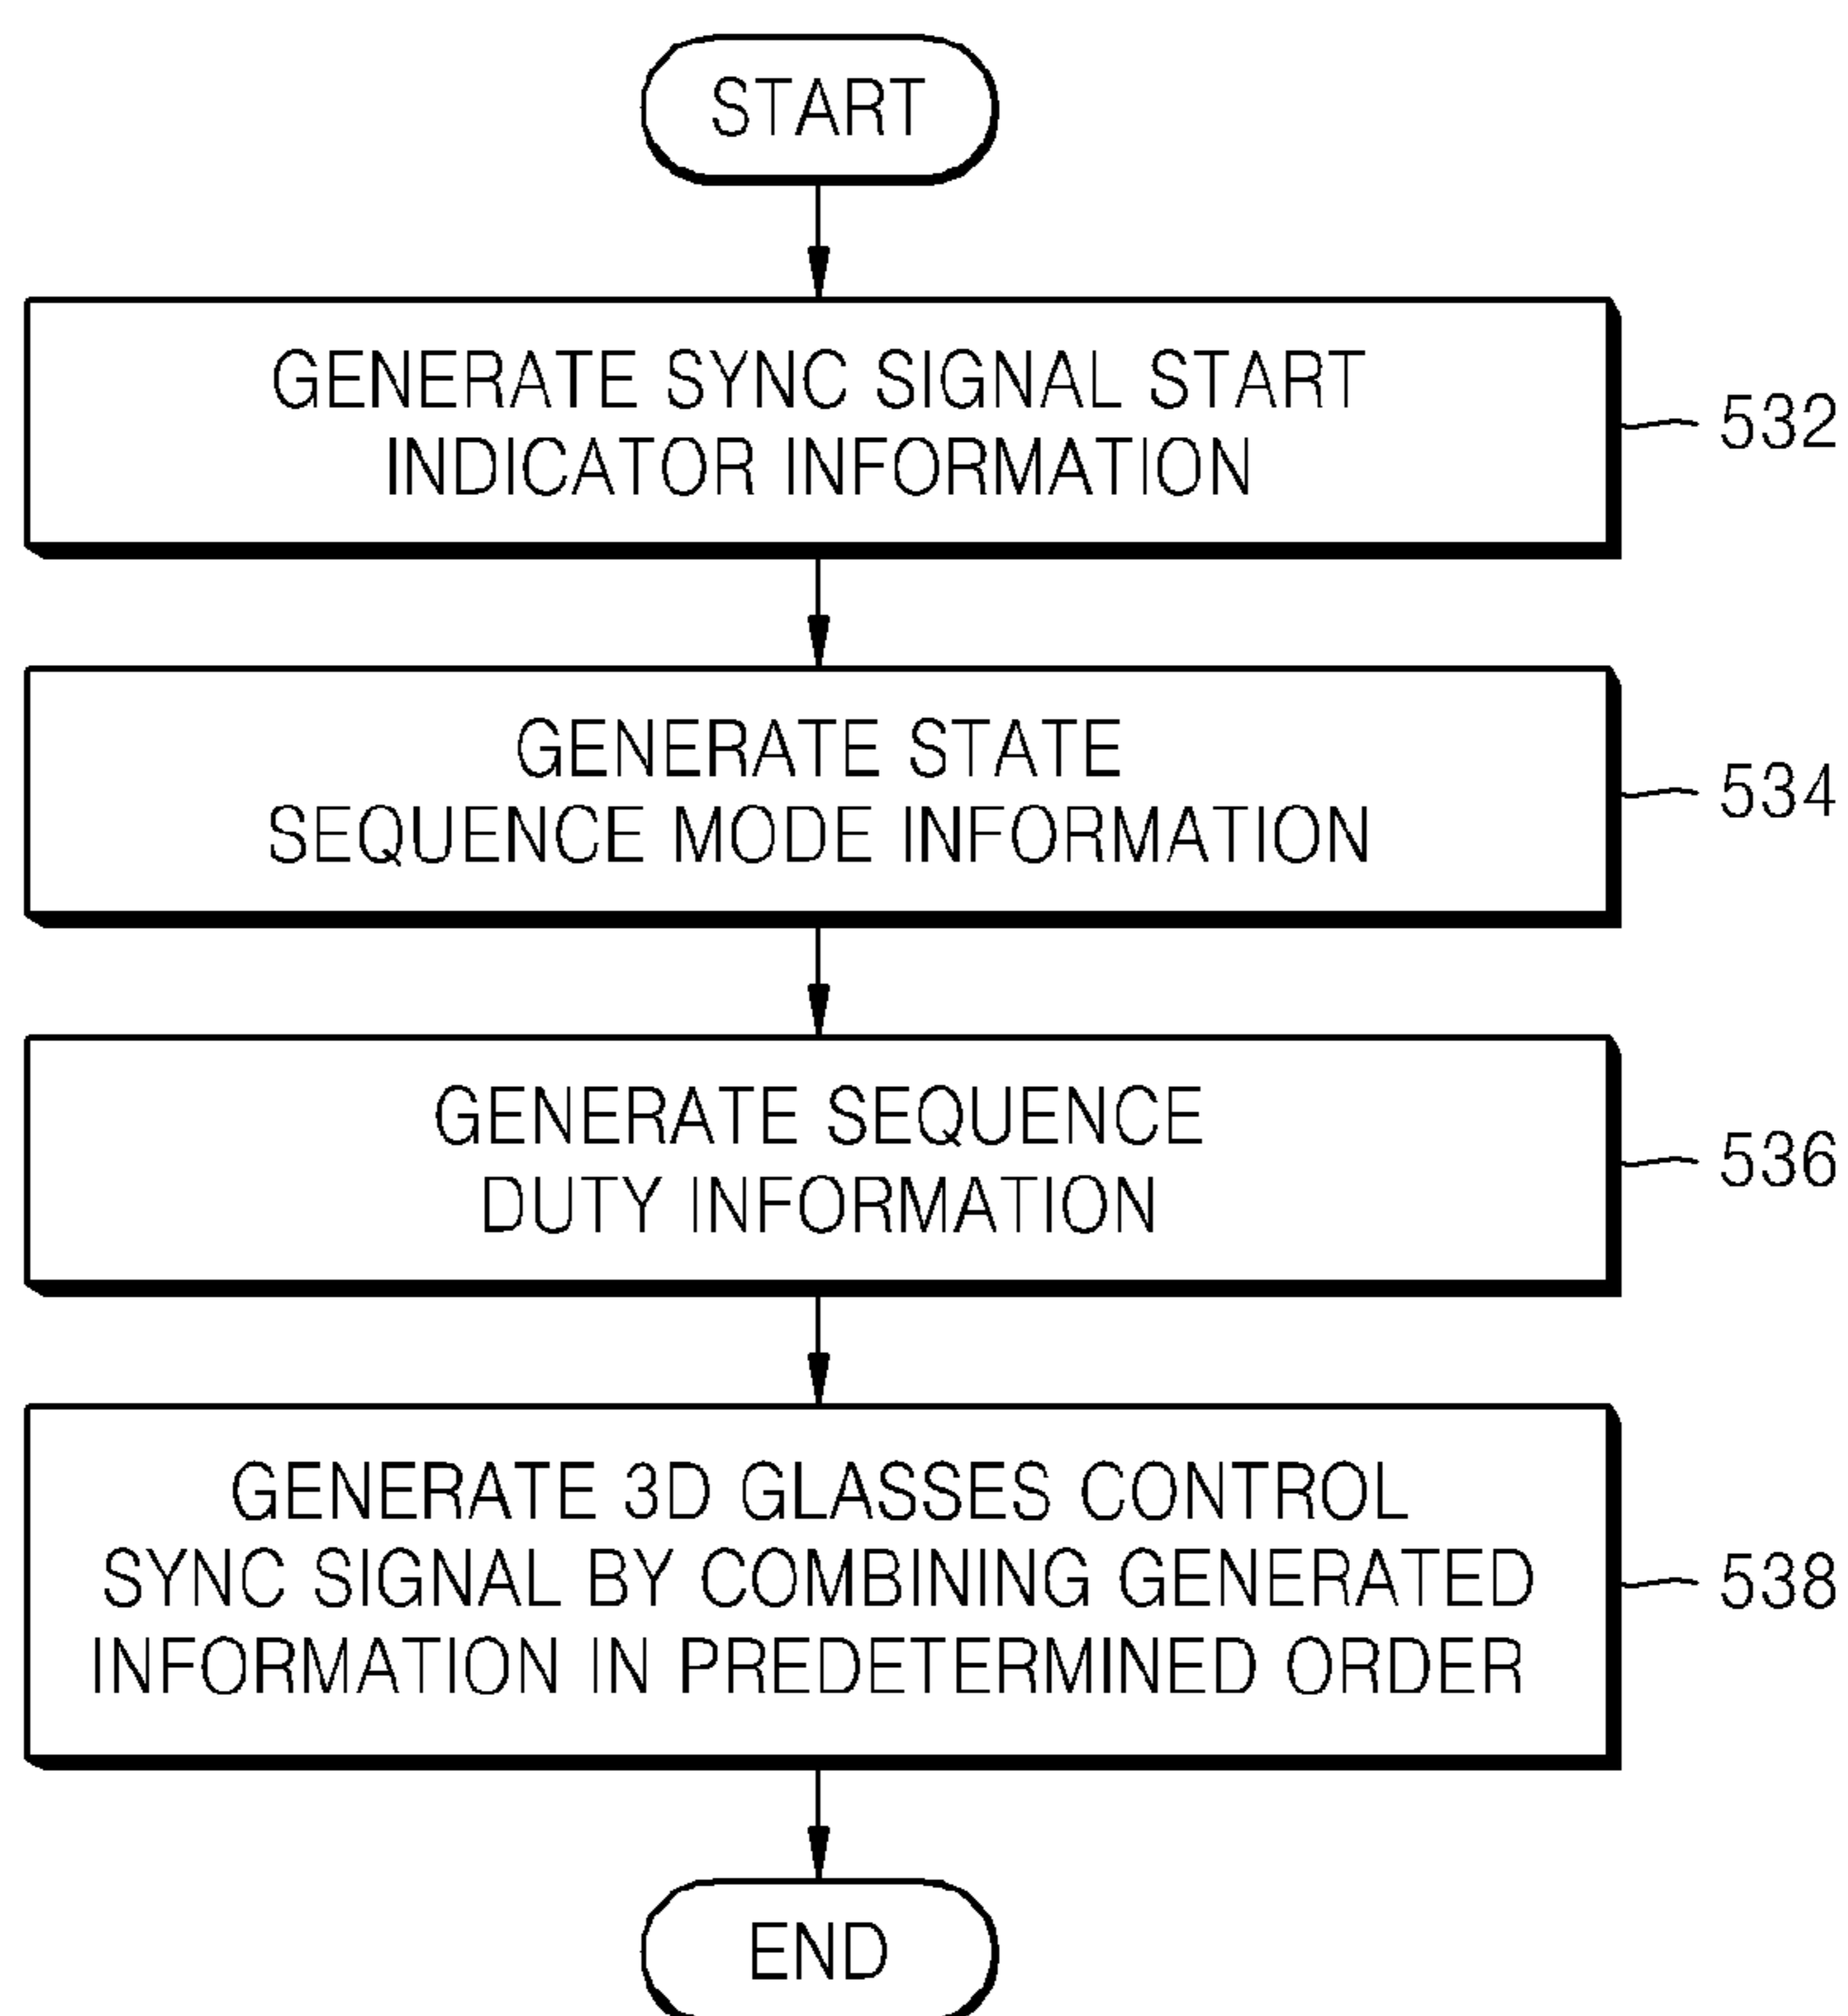 START
GENERATE SYNC SIGNAL START
INDICATOR INFORMATION
532
GENERATE STATE
SEQUENCE MODE INFORMATION
534
GENERATE SEQUENCE
DUTY INFORMATION
536
GENERATE 3D GLASSES CONTROL
SYNC SIGNAL BY COMBINING GENERATED
INFORMATION IN PREDETERMINED ORDER
538
END